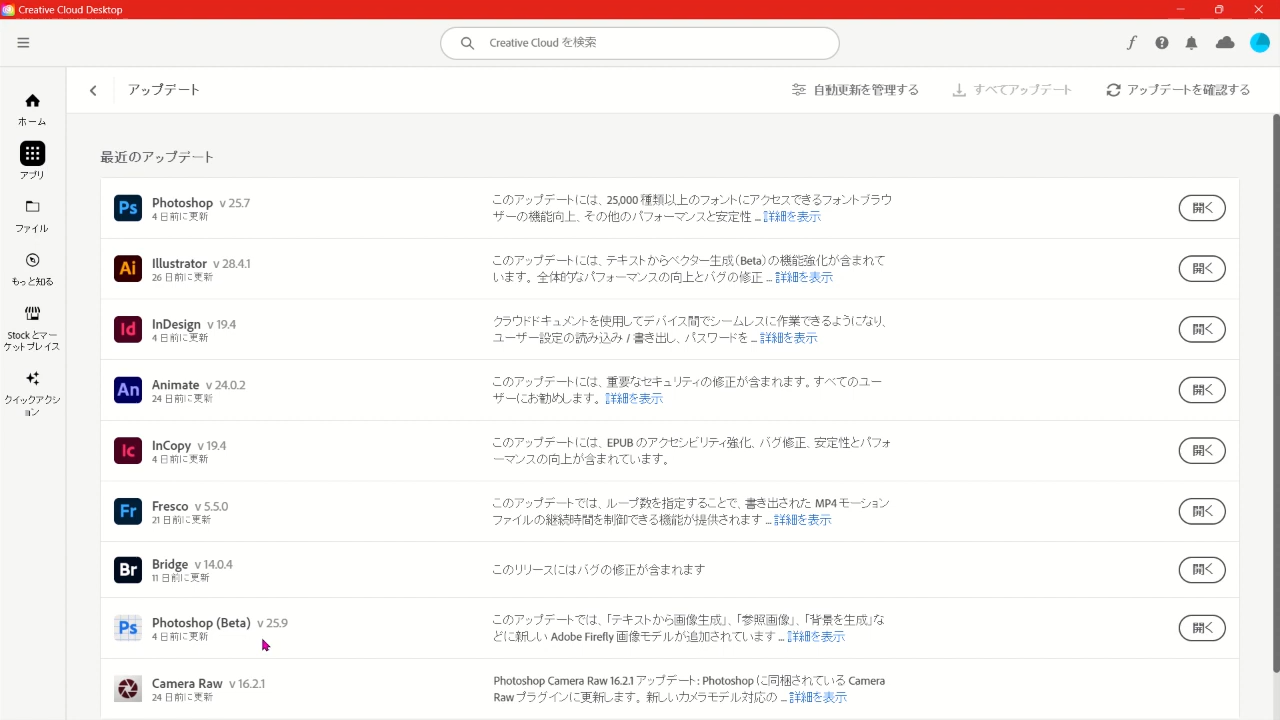 Creative Cloud Desktop
Creative Cloud を検索
アップデート
自動更新を管理する
すべてアップデート
アップデートを確認する
ホーム
アプリ
ファイル
もっと知る
Stock とマー
ケットプレイス
クイックアクシ
ョン
最近のアップデート
Ps
Photoshop v 25.7
4 日前に更新
このアップデートには、25,000 種類以上のフォントにアクセスできるフォントブラウ
ザーの機能向上、その他のパフォーマンスと安定性 ... 詳細を表示
開く
Ai
Illustrator v 28.4.1
26 日前に更新
このアップデートには、テキストからベクター生成（Beta）の機能強化が含まれて
います。全体的なパフォーマンスの向上とバグの修正 ... 詳細を表示
開く
Id
InDesign v 19.4
4 日前に更新
クラウドドキュメントを使用してデバイス間でシームレスに作業できるようになり、
ユーザー設定の読み込み / 書き出し、パスワードを ... 詳細を表示
開く
An
Animate v 24.0.2
24 日前に更新
このアップデートには、重要なセキュリティの修正が含まれます。すべてのユー
ザーにお勧めします。 詳細を表示
開く
Ic
InCopy v 19.4
4 日前に更新
このアップデートには、EPUB のアクセシビリティ強化、バグ修正、安定性とパフォ
ーマンスの向上が含まれています。
開く
Fr
Fresco v 5.5.0
21 日前に更新
このアップデートでは、ループ数を指定することで、書き出された MP4 モーション
ファイルの継続時間を制御できる機能が提供されます ... 詳細を表示
開く
Br
Bridge v 14.0.4
11 日前に更新
このリリースにはバグの修正が含まれます
開く
Ps
Photoshop (Beta) v 25.9
4 日前に更新
このアップデートでは、「テキストから画像生成」、「参照画像」、「背景を生成」な
どに新しい Adobe Firefly 画像モデルが追加されています ... 詳細を表示
開く
Camera Raw v 16.2.1
24 日前に更新
Photoshop Camera Raw 16.2.1 アップデート: Photoshop に同梱されている Camera
Raw プラグインに更新します。新しいカメラモデル対応の ... 詳細を表示